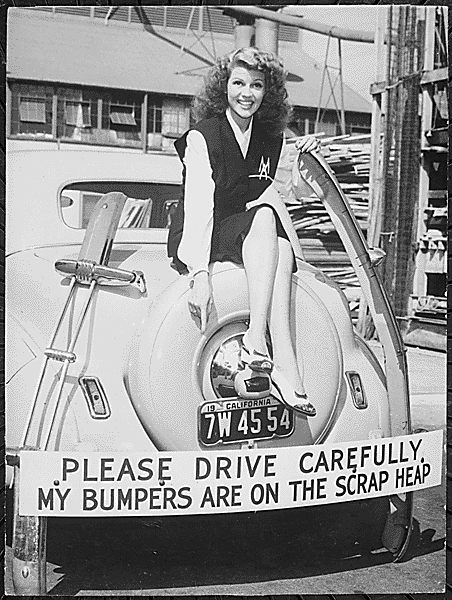 19 CALIFORNIA
7W 45 54
PLEASE DRIVE CAREFULLY.
MY BUMPERS ARE ON THE SCRAP HEAP